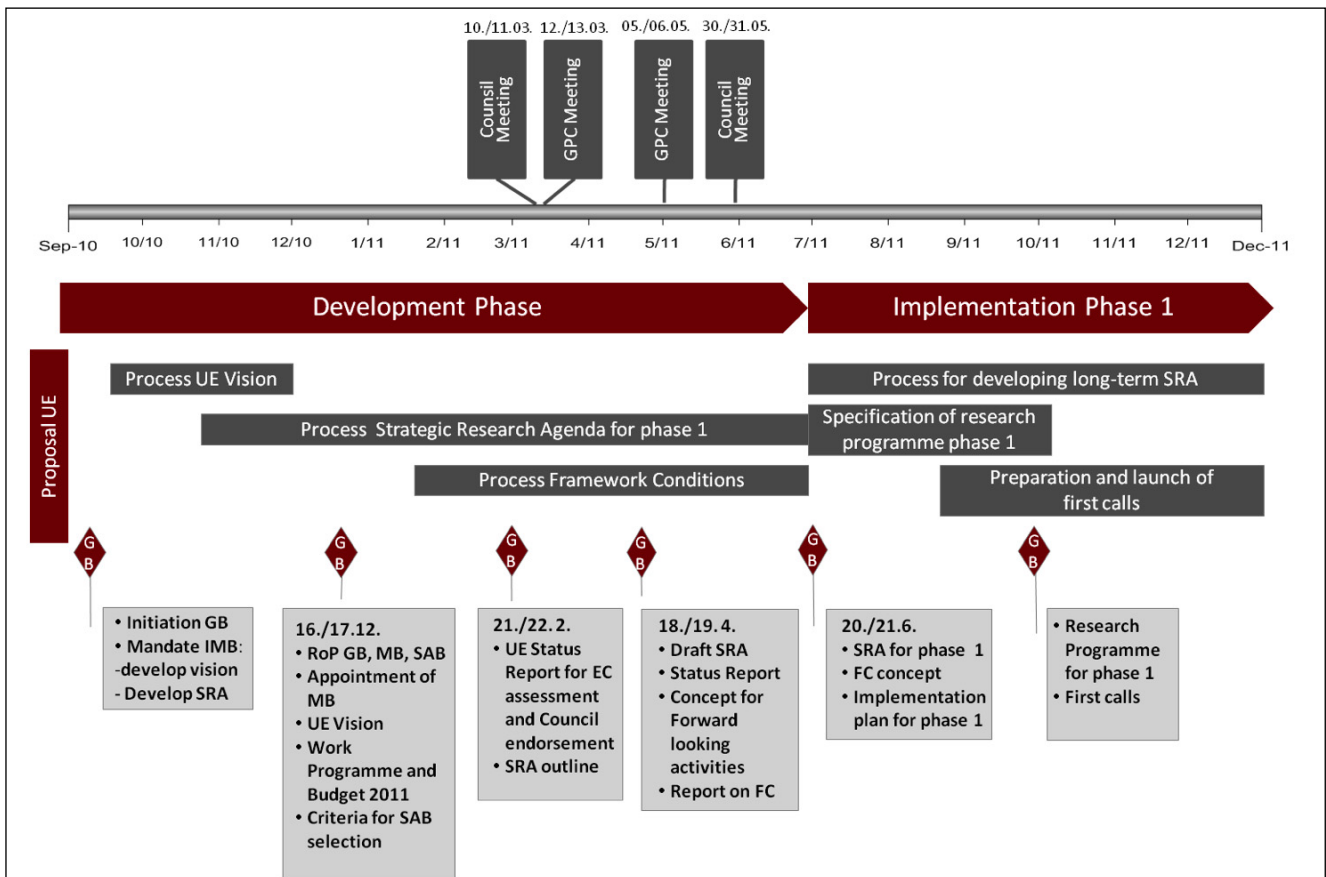 10./11.03.
12./13.03.
05./06.05.
30./31.05.
Counsil
Meeting
GPC Meeting
GPC Meeting
Council
Meeting
Sep-10
10/10
11/10
12/10
1/11
2/11
3/11
4/11
5/11
6/11
7/11
8/11
9/11
10/11
11/11
12/11
Dec-11
Development Phase
Implementation Phase 1
Proposal UE
Process UE Vision
Process for developing long-term SRA
Process Strategic Research Agenda for phase 1
Specification of research
programme phase 1
Process Framework Conditions
Preparation and launch of
first calls
G
B
G
B
G
B
G
B
G
B
G
B
• Initiation GB
• Mandate IMB:
-develop vision
- Develop SRA
16./17.12.
• RoP GB, MB, SAB
• Appointment of
MB
• UE Vision
• Work
Programme and
Budget 2011
• Criteria for SAB
selection
21./22.2.
• UE Status
Report for EC
assessment
and Council
endorsement
• SRA outline
18./19.4.
• Draft SRA
• Status Report
• Concept for
Forward
looking
activities
• Report on FC
20./21.6.
• SRA for phase 1
• FC concept
• Implementation
plan for phase 1
• Research
Programme
for phase 1
• First calls